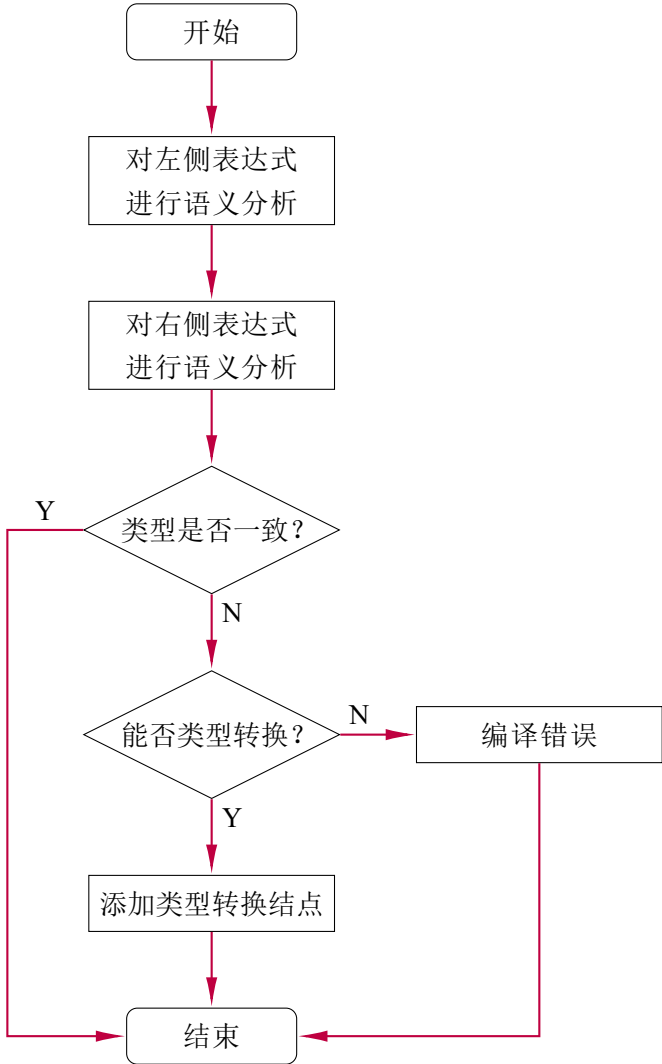 开始
对左侧表达式
进行语义分析
对右侧表达式
进行语义分析
Y
类型是否一致？
N
能否类型转换？
N
编译错误
Y
添加类型转换结点
结束